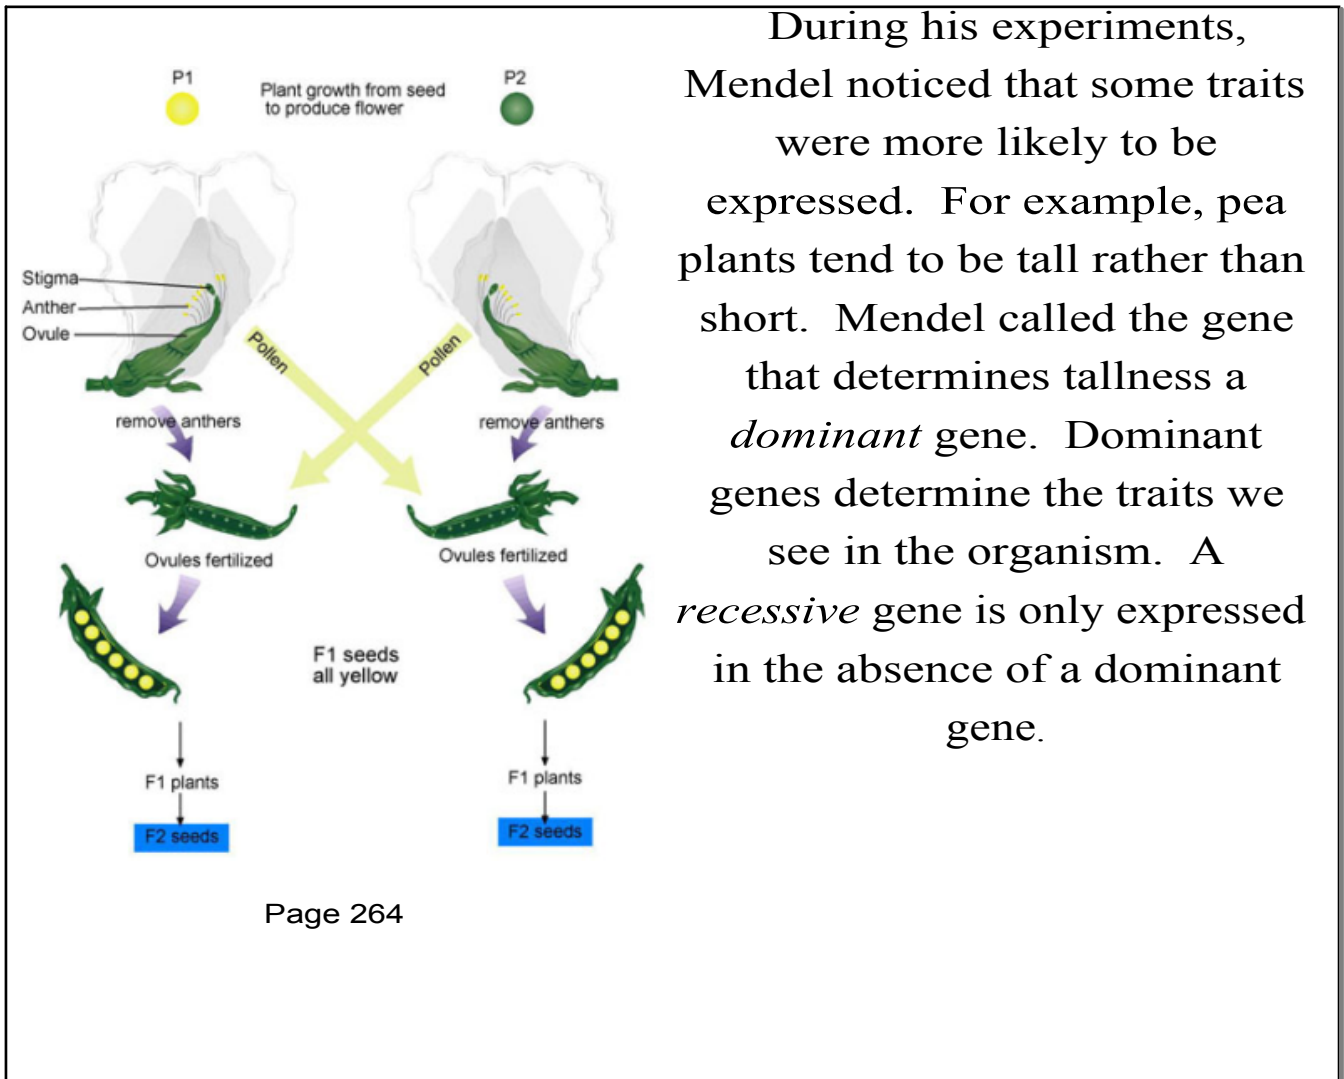 P1
Plant growth from seed
to produce flower
P2
Stigma
Anther
Ovule
Pollen
Pollen
remove anthers
remove anthers
Ovules fertilized
Ovules fertilized
F1 seeds
all yellow
F1 plants
F1 plants
F2 seeds
F2 seeds
Page 264
During his experiments,
Mendel noticed that some traits
were more likely to be
expressed. For example, pea
plants tend to be tall rather than
short. Mendel called the gene
that determines tallness a
dominant gene. Dominant
genes determine the traits we
see in the organism. A
recessive gene is only expressed
in the absence of a dominant
gene.